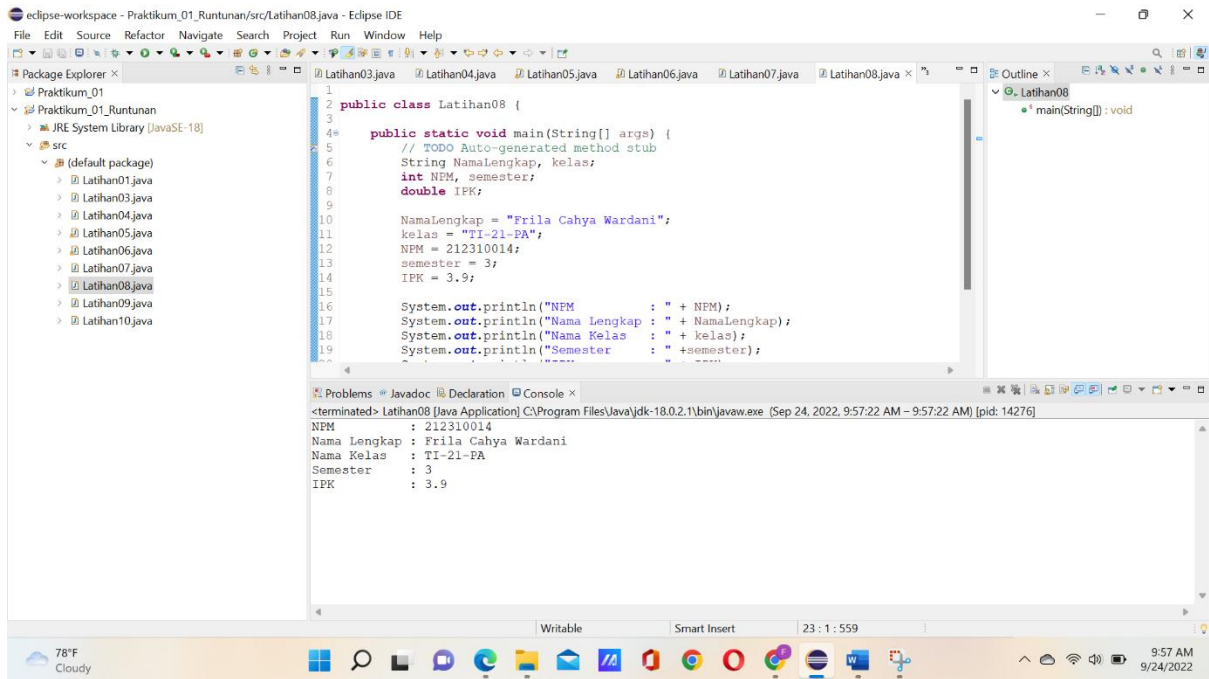 eclipse-workspace - Praktikum_01_Runtunan/src/Latihan08.java - Eclipse IDE
File Edit Source Refactor Navigate Search Project Run Window Help
Package Explorer
Praktikum_01
Praktikum_01_Runtunan
JRE System Library [JavaSE-18]
src
(default package)
Latihan01.java
Latihan03.java
Latihan04.java
Latihan05.java
Latihan06.java
Latihan07.java
Latihan08.java
Latihan09.java
Latihan10.java
Latihan03.java Latihan04.java Latihan05.java Latihan06.java Latihan07.java Latihan08.java
1
2 public class Latihan08 {
3
4 public static void main(String[] args) {
5 // TODO Auto-generated method stub
6 String NamaLengkap, kelas;
7 int NPM, semester;
8 double IPK;
9
10 NamaLengkap = "Frila Cahya Wardani";
11 kelas = "TI-21-PA";
12 NPM = 212310014;
13 semester = 3;
14 IPK = 3.9;
15
16 System.out.println("NPM : " + NPM);
17 System.out.println("Nama Lengkap : " + NamaLengkap);
18 System.out.println("Nama Kelas : " + kelas);
19 System.out.println("Semester : " +semester);
Outline
Latihan08
main(String[]) : void
Problems Javadoc Declaration Console
<terminated> Latihan08 [Java Application] C:\Program Files\Java\jdk-18.0.2.1\bin\javaw.exe (Sep 24, 2022, 9:57:22 AM – 9:57:22 AM) [pid: 14276]
NPM : 212310014
Nama Lengkap : Frila Cahya Wardani
Nama Kelas : TI-21-PA
Semester : 3
IPK : 3.9
Writable Smart Insert 23 : 1 : 559
78°F
Cloudy
9:57 AM
9/24/2022